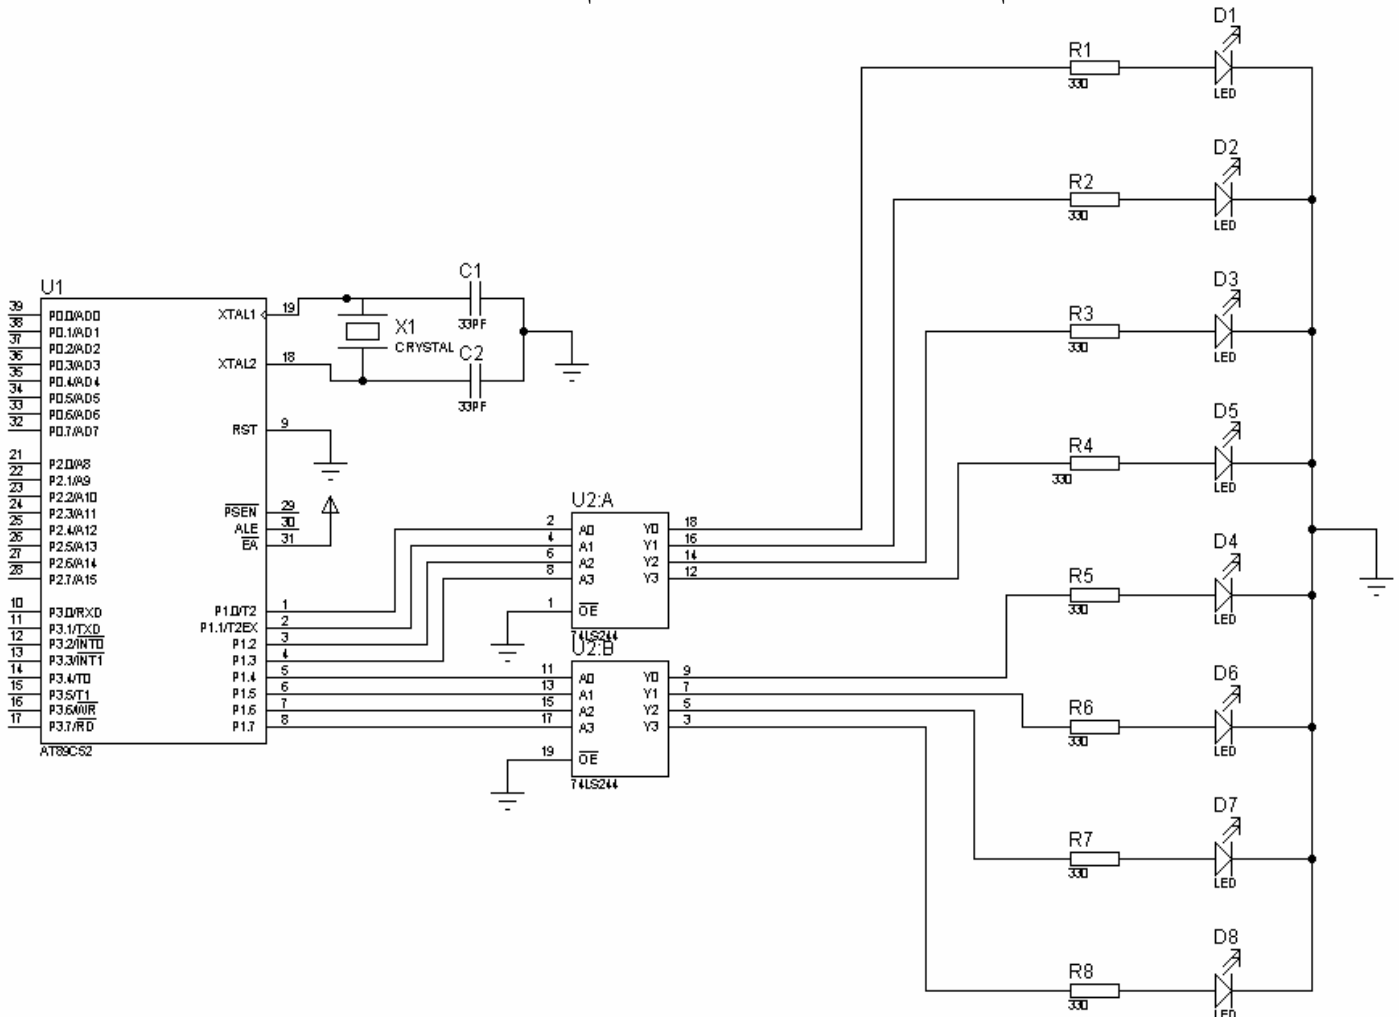 U1
39 P0.0/AD0
38 P0.1/AD1
37 P0.2/AD2
36 P0.3/AD3
35 P0.4/AD4
34 P0.5/AD5
33 P0.6/AD6
32 P0.7/AD7
21 P2.0/A8
22 P2.1/A9
23 P2.2/A10
24 P2.3/A11
25 P2.4/A12
26 P2.5/A13
27 P2.6/A14
28 P2.7/A15
10 P3.0/RXD
11 P3.1/TXD
12 P3.2/INT0
13 P3.3/INT1
14 P3.4/T0
15 P3.5/T1
16 P3.6/WR
17 P3.7/RD
XTAL1 19
XTAL2 18
RST 9
PSEN 29
ALE 30
EA 31
P1.0/T2 1
P1.1/T2EX 2
P1.2 3
P1.3 4
P1.4 5
P1.5 6
P1.6 7
P1.7 8
AT89C52
X1
CRYSTAL
C1
33PF
C2
33PF
U2:A
2 A0 Y0 18
4 A1 Y1 16
6 A2 Y2 14
8 A3 Y3 12
1 OE
74LS244
U2:B
11 A0 Y0 9
13 A1 Y1 7
15 A2 Y2 5
17 A3 Y3 3
19 OE
74LS244
R1
330
D1
LED
R2
330
D2
LED
R3
330
D3
LED
R4
330
D5
LED
R5
330
D4
LED
R6
330
D6
LED
R7
330
D7
LED
R8
330
D8
LED